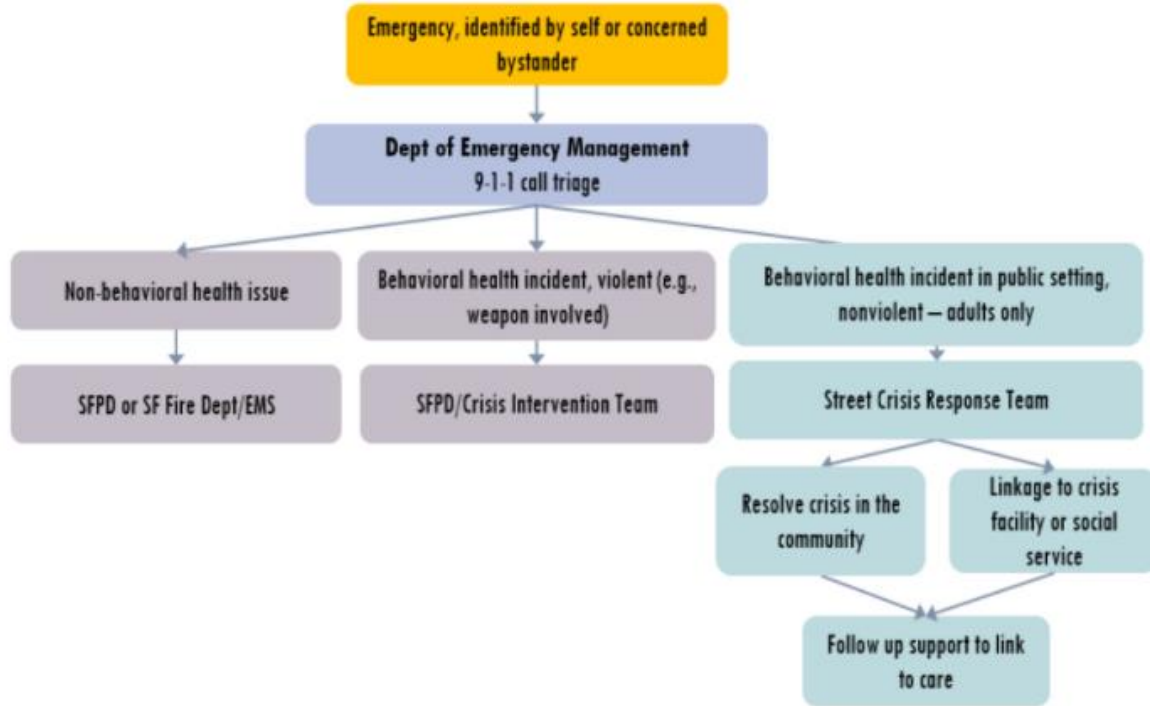 Emergency, identified by self or concerned
bystander
Dept of Emergency Management
9-1-1 call triage
Non-behavioral health issue
Behavioral health incident, violent (e.g.,
weapon involved)
Behavioral health incident in public setting,
nonviolent – adults only
SFPD or SF Fire Dept/EMS
SFPD/Crisis Intervention Team
Street Crisis Response Team
Resolve crisis in the
community
Linkage to crisis
facility or social
service
Follow up support to link
to care